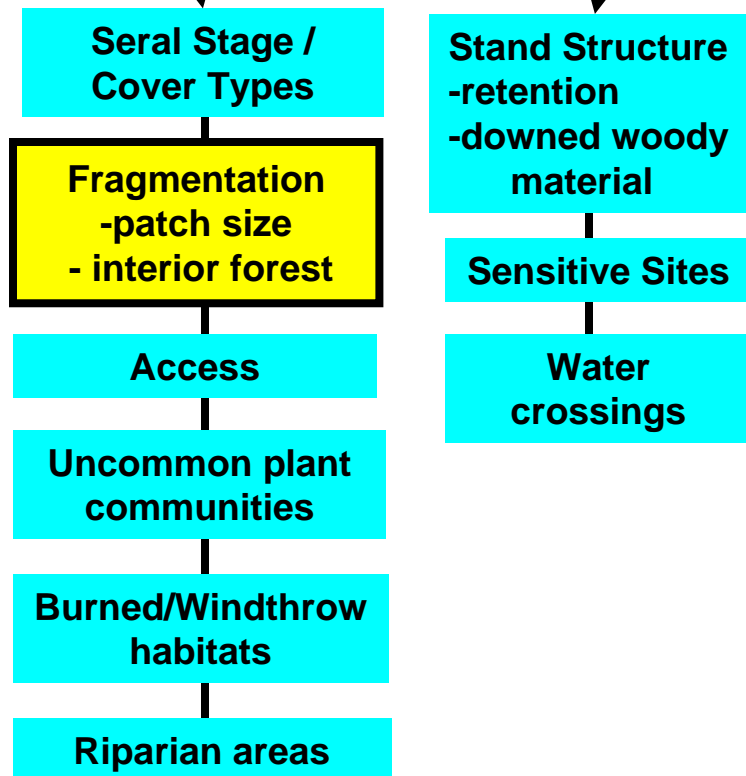 Seral Stage /
Cover Types
Fragmentation
-patch size
- interior forest
Access
Uncommon plant
communities
Burned/Windthrow
habitats
Riparian areas
Stand Structure
-retention
-downed woody
material
Sensitive Sites
Water
crossings